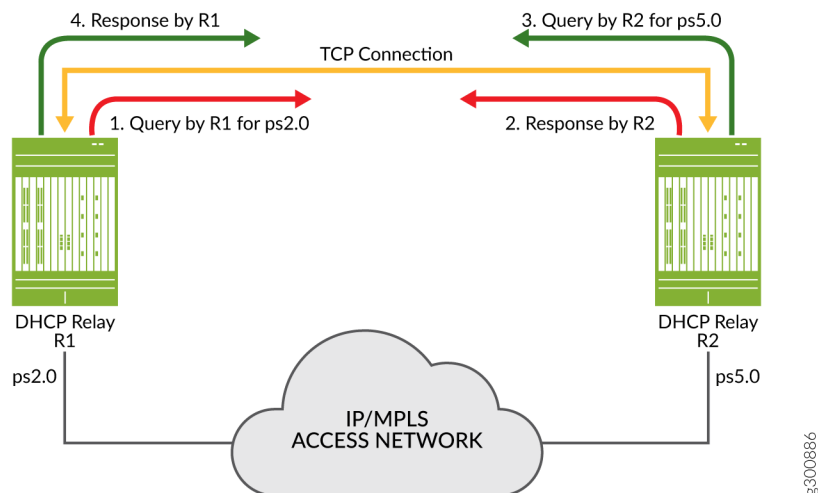 4. Response by R1
3. Query by R2 for ps5.0
TCP Connection
1. Query by R1 for ps2.0
2. Response by R2
DHCP Relay
R1
DHCP Relay
R2
ps2.0
ps5.0
IP/MPLS
ACCESS NETWORK
g300886